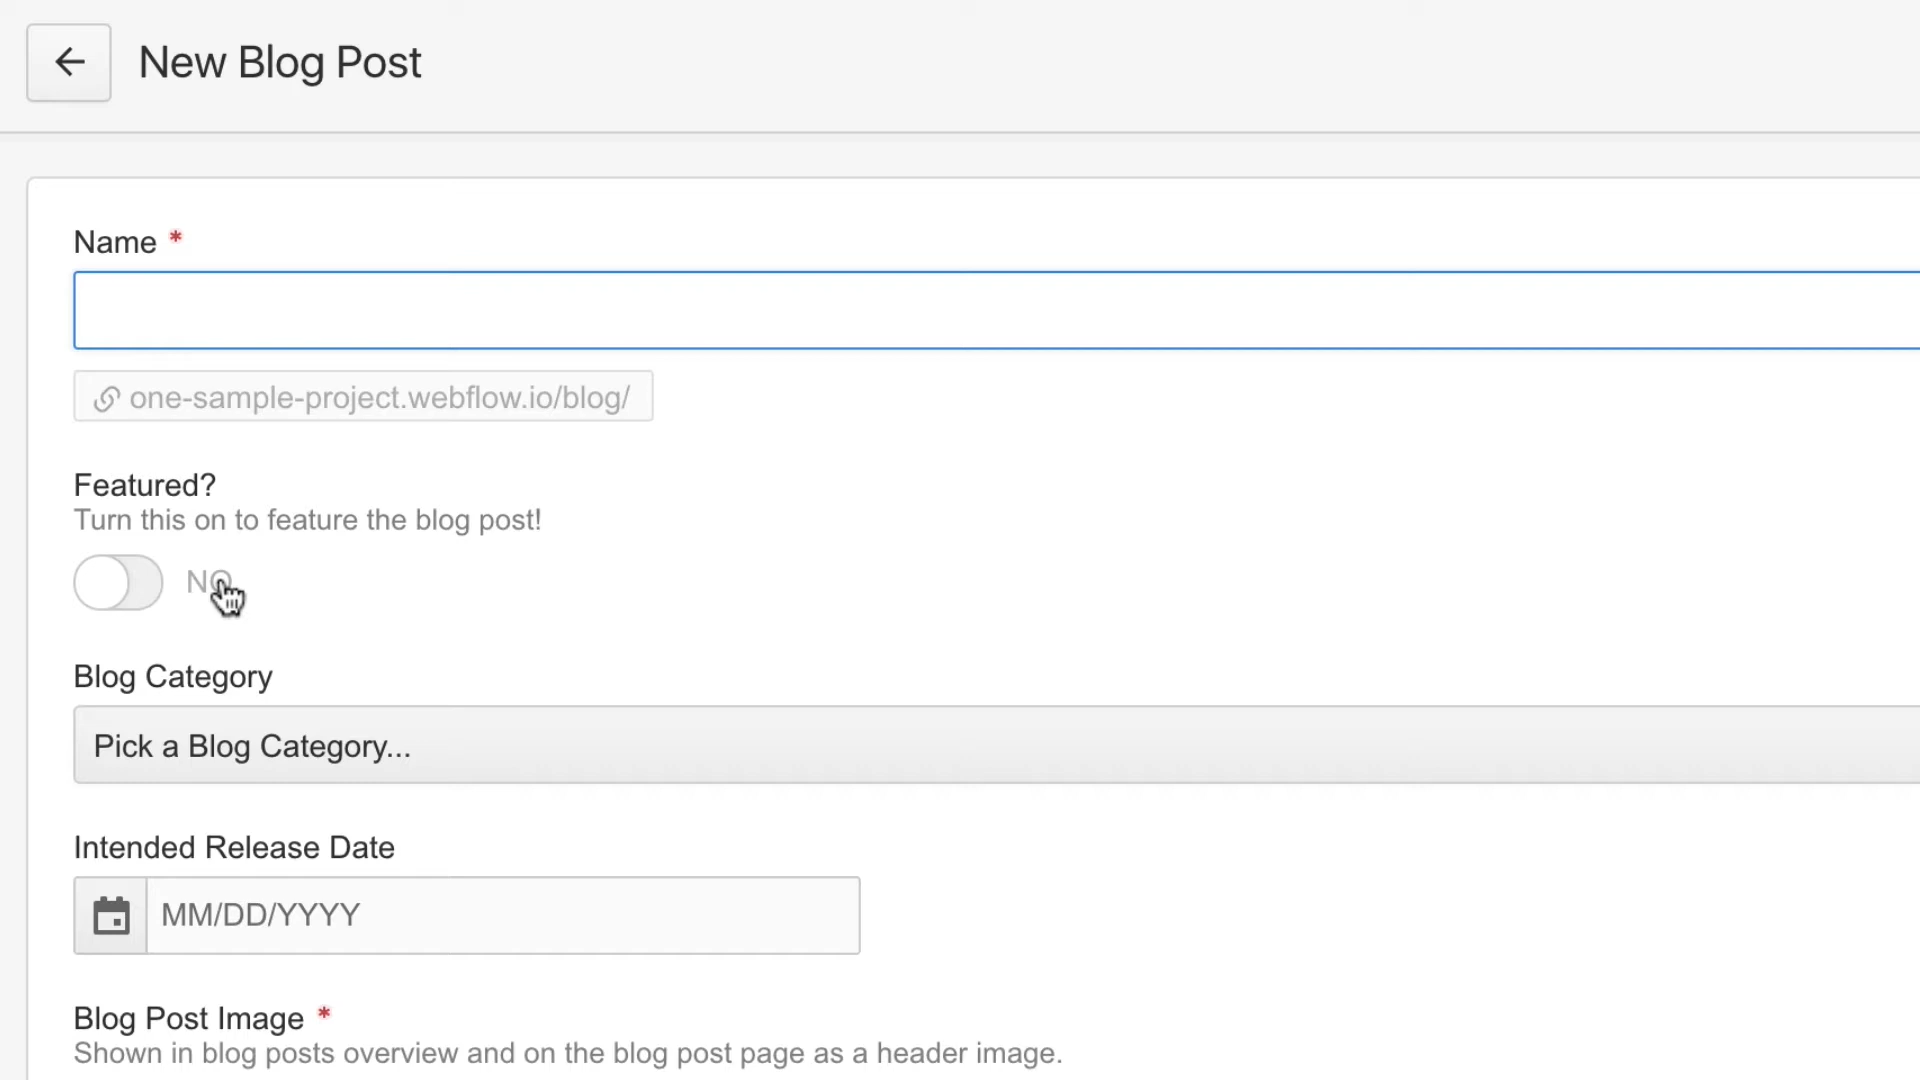 New Blog Post
Name *
one-sample-project.webflow.io/blog/
Featured?
Turn this on to feature the blog post!
NO
Blog Category
Pick a Blog Category...
Intended Release Date
MM/DD/YYYY
Blog Post Image *
Shown in blog posts overview and on the blog post page as a header image.